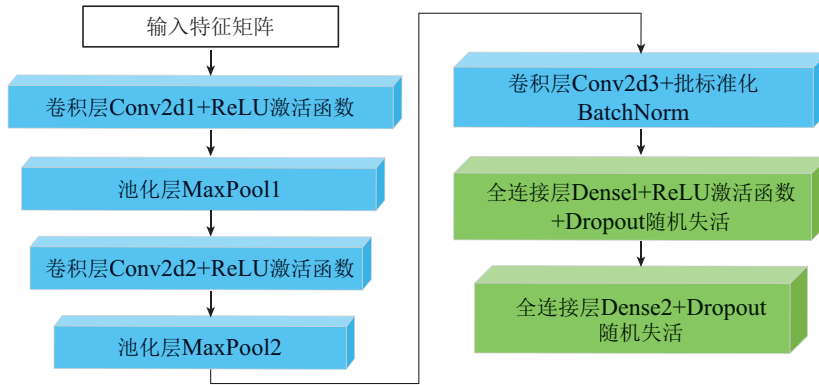 输入特征矩阵
卷积层Conv2d1+ReLU激活函数
池化层MaxPool1
卷积层Conv2d2+ReLU激活函数
池化层MaxPool2
卷积层Conv2d3+批标准化
BatchNorm
全连接层Densel+ReLU激活函数
+Dropout随机失活
全连接层Dense2+Dropout
随机失活